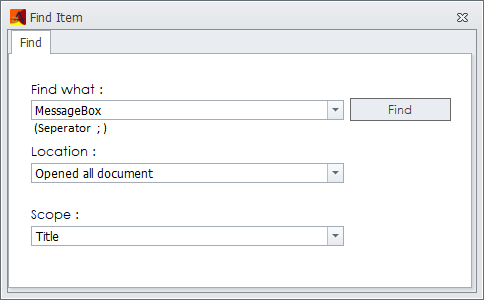 Find Item
Find
Find what :
MessageBox
Find
(Seperator ; )
Location :
Opened all document
Scope :
Title